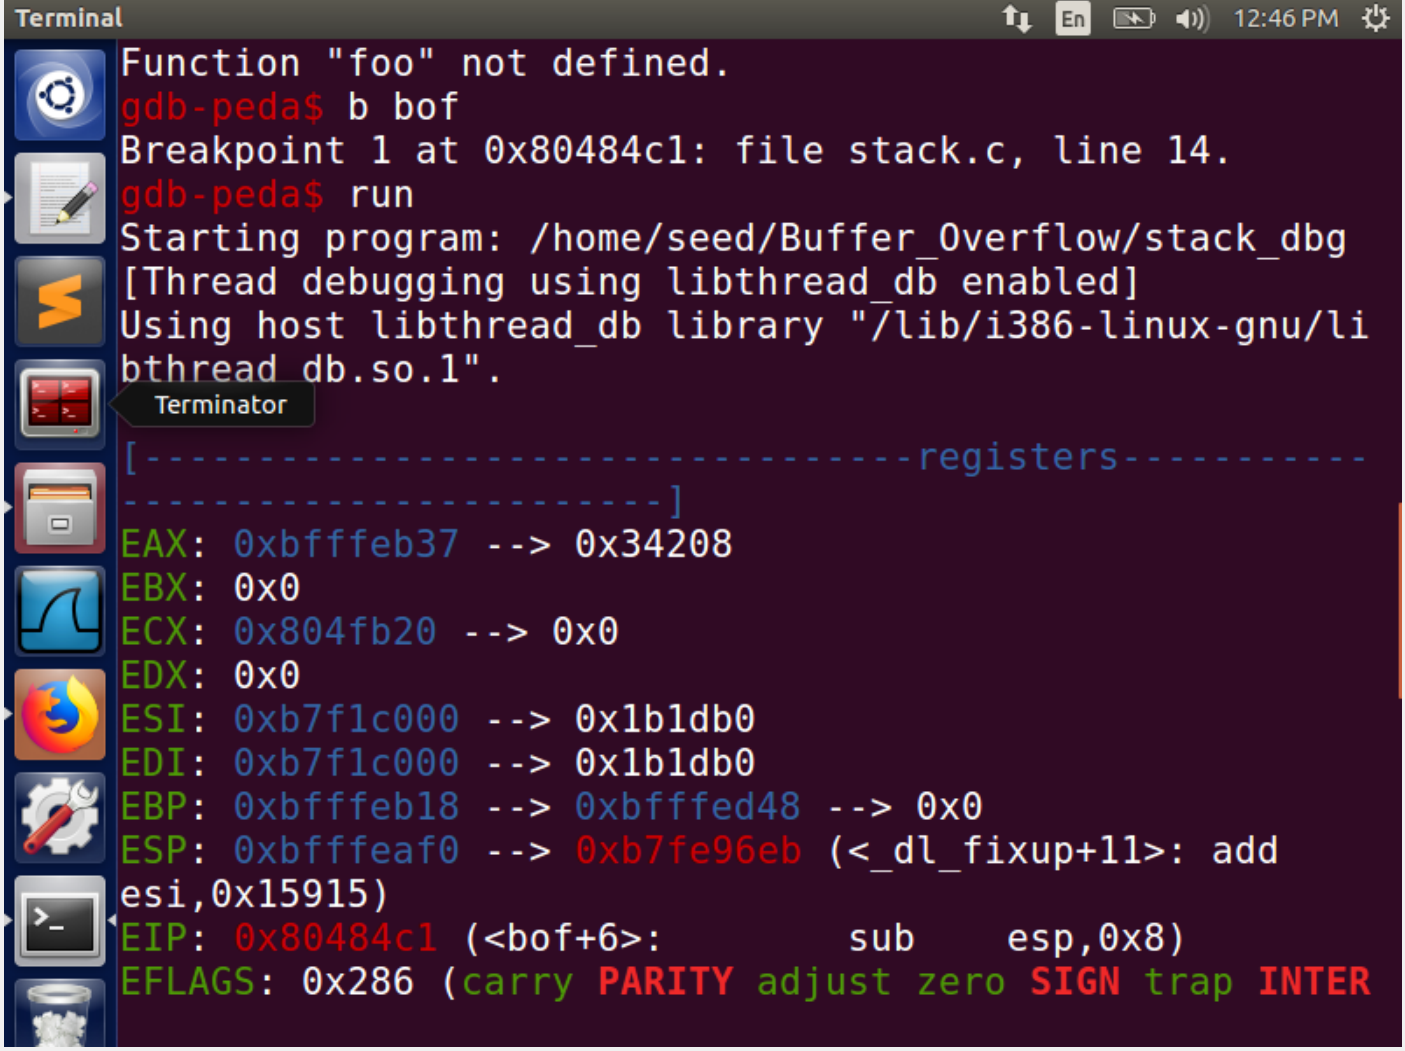 Terminal
En
12:46 PM
Function "foo" not defined.
gdb-peda$ b bof
Breakpoint 1 at 0x80484c1: file stack.c, line 14.
gdb-peda$ run
Starting program: /home/seed/Buffer_Overflow/stack_dbg
[Thread debugging using libthread_db enabled]
Using host libthread_db library "/lib/i386-linux-gnu/li
bthread_db.so.1".
Terminator
[----------------------------------registers-----------
------------------------]
EAX: 0xbfffeb37 --> 0x34208
EBX: 0x0
ECX: 0x804fb20 --> 0x0
EDX: 0x0
ESI: 0xb7f1c000 --> 0x1b1db0
EDI: 0xb7f1c000 --> 0x1b1db0
EBP: 0xbfffeb18 --> 0xbfffed48 --> 0x0
ESP: 0xbfffeaf0 --> 0xb7fe96eb (<_dl_fixup+11>: add
esi,0x15915)
EIP: 0x80484c1 (<bof+6>:        sub    esp,0x8)
EFLAGS: 0x286 (carry PARITY adjust zero SIGN trap INTER